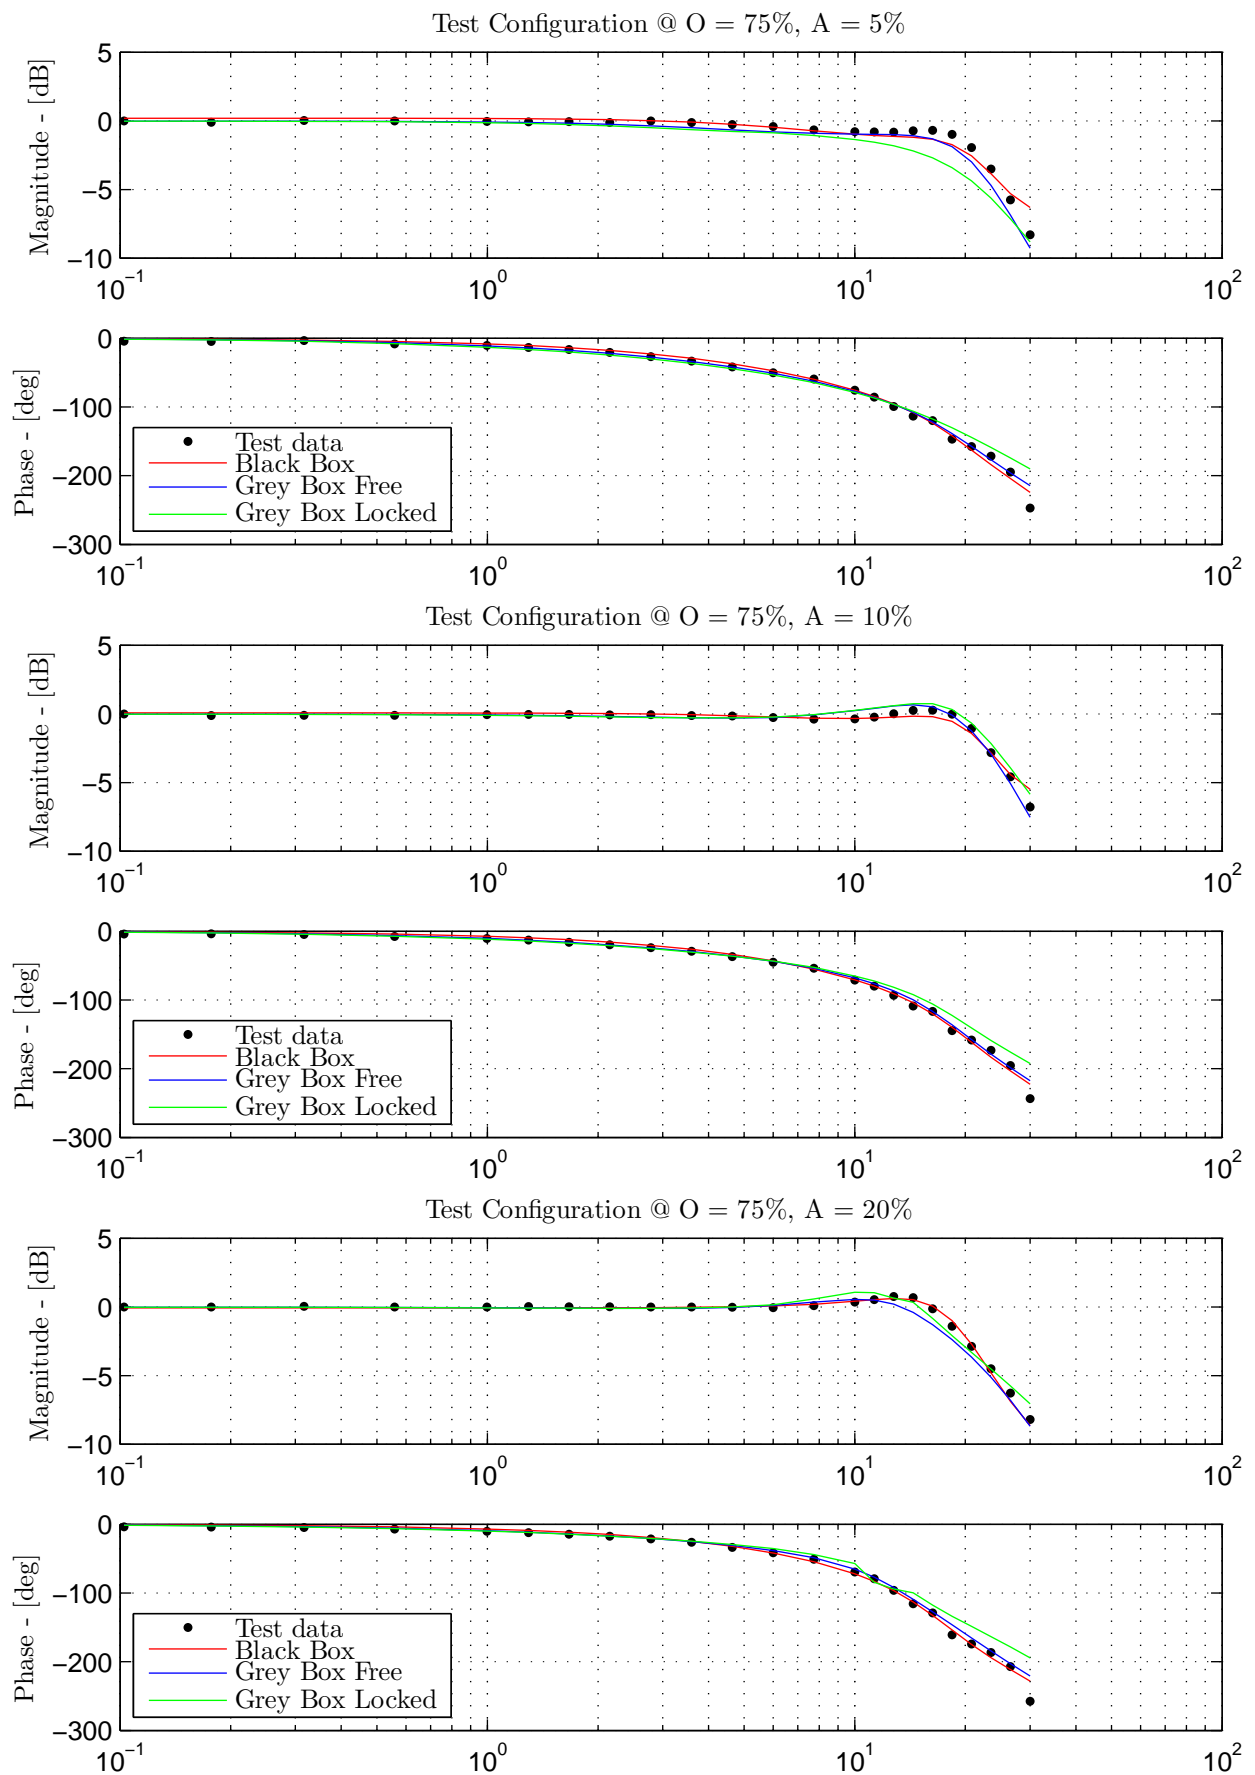 Test Configuration @ O = 75%, A = 5%
Magnitude - [dB]
5
0
−5
−10
10⁻¹ 10⁰ 10¹ 10²
Phase - [deg]
0
−100
−200
−300
Test data
Black Box
Grey Box Free
Grey Box Locked
10⁻¹ 10⁰ 10¹ 10²
Test Configuration @ O = 75%, A = 10%
Magnitude - [dB]
5
0
−5
−10
10⁻¹ 10⁰ 10¹ 10²
Phase - [deg]
0
−100
−200
−300
Test data
Black Box
Grey Box Free
Grey Box Locked
10⁻¹ 10⁰ 10¹ 10²
Test Configuration @ O = 75%, A = 20%
Magnitude - [dB]
5
0
−5
−10
10⁻¹ 10⁰ 10¹ 10²
Phase - [deg]
0
−100
−200
−300
Test data
Black Box
Grey Box Free
Grey Box Locked
10⁻¹ 10⁰ 10¹ 10²